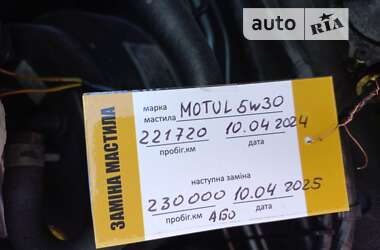 auto RIA
ЗАМІНА МАСТИЛА
марка
мастила MOTUL 5W30
221720 10.04 2024
пробіг.км дата
наступна заміна
230000 10.04 2025
пробіг.км АБО дата